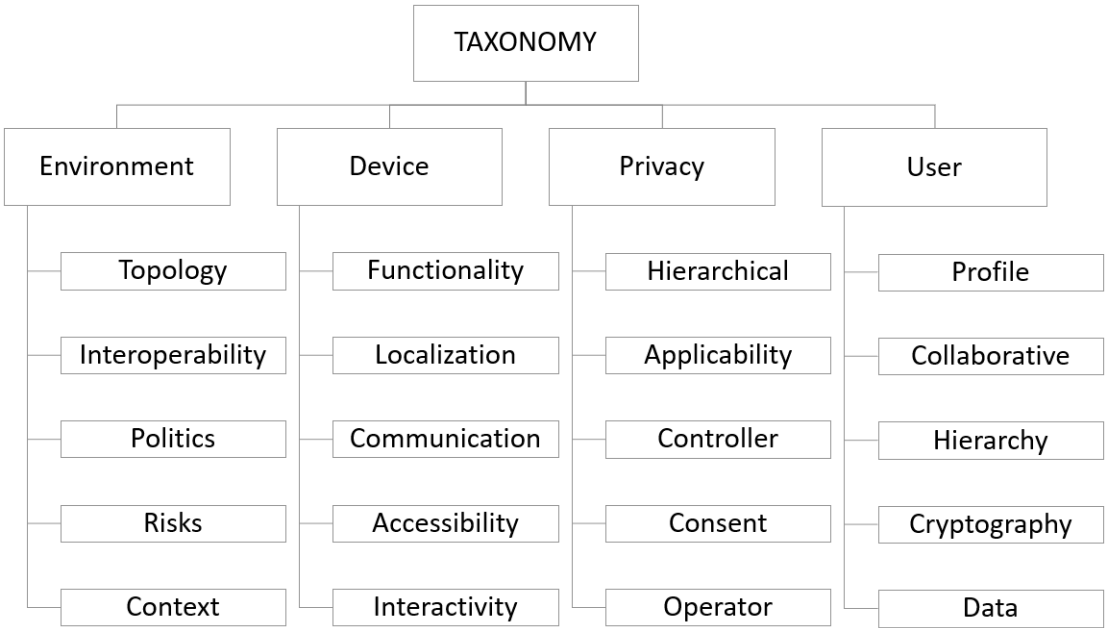 TAXONOMY
Environment
Device
Privacy
User
Topology
Functionality
Hierarchical
Profile
Interoperability
Localization
Applicability
Collaborative
Politics
Communication
Controller
Hierarchy
Risks
Accessibility
Consent
Cryptography
Context
Interactivity
Operator
Data